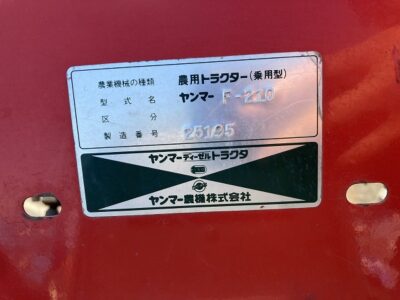 農業機械の種類 農用トラクター(乗用型)
型式名 ヤンマー F-210
区分
製造番号 25195
ヤンマーディーゼルトラクタ
ヤンマー農機株式会社